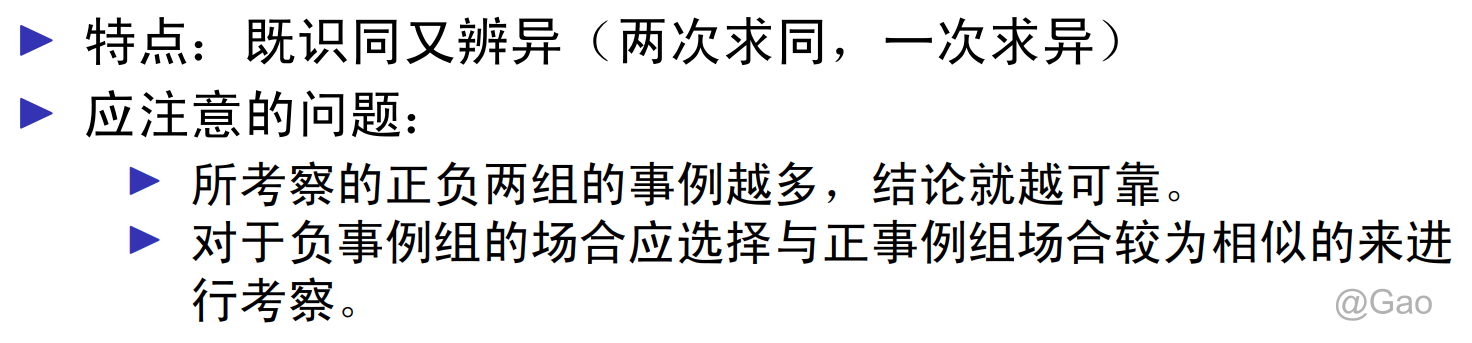 特点：既识同又辨异（两次求同，一次求异）
应注意的问题：
所考察的正负两组的事例越多，结论就越可靠。
对于负事例组的场合应选择与正事例组场合较为相似的来进
行考察。
@Gao